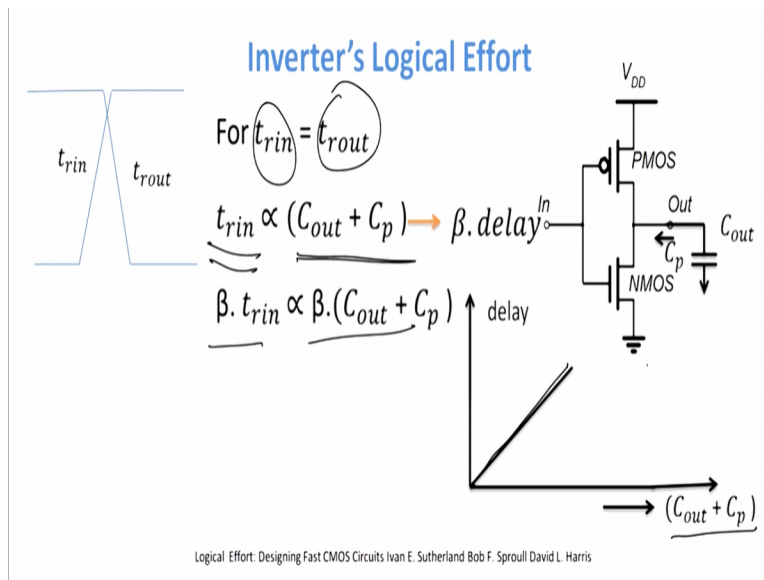 Inverter's Logical Effort
t_rin
t_rout
For t_rin = t_rout
t_rin ∝ (C_out + C_p) → β.delay
β.t_rin ∝ β.(C_out + C_p)
V_DD
PMOS
In
Out
C_out
C_p
NMOS
delay
(C_out + C_p)
Logical Effort: Designing Fast CMOS Circuits Ivan E. Sutherland Bob F. Sproull David L. Harris